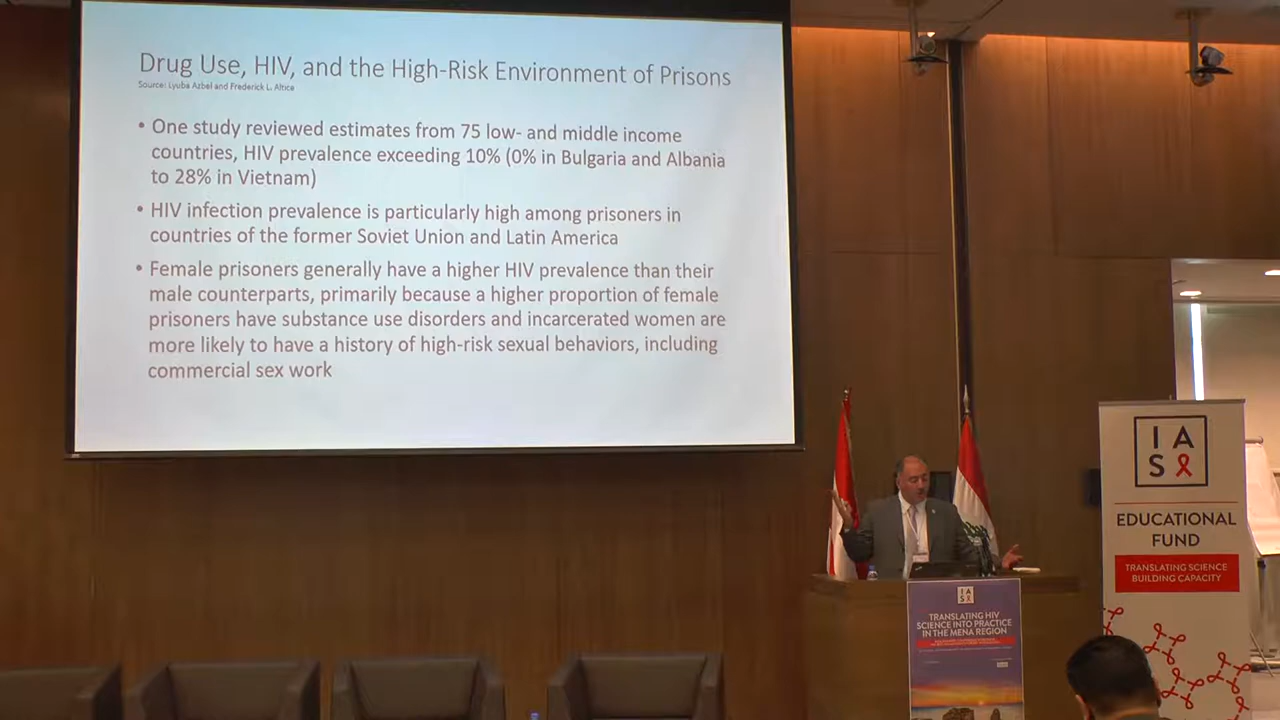 Drug Use, HIV, and the High-Risk Environment of Prisons
Source: Lyuba Azbel and Frederick L. Altice
• One study reviewed estimates from 75 low- and middle income
countries, HIV prevalence exceeding 10% (0% in Bulgaria and Albania
to 28% in Vietnam)
• HIV infection prevalence is particularly high among prisoners in
countries of the former Soviet Union and Latin America
• Female prisoners generally have a higher HIV prevalence than their
male counterparts, primarily because a higher proportion of female
prisoners have substance use disorders and incarcerated women are
more likely to have a history of high-risk sexual behaviors, including
commercial sex work
I A
S
EDUCATIONAL
FUND
TRANSLATING SCIENCE
BUILDING CAPACITY
I A
S
TRANSLATING HIV
SCIENCE INTO PRACTICE
IN THE MENA REGION